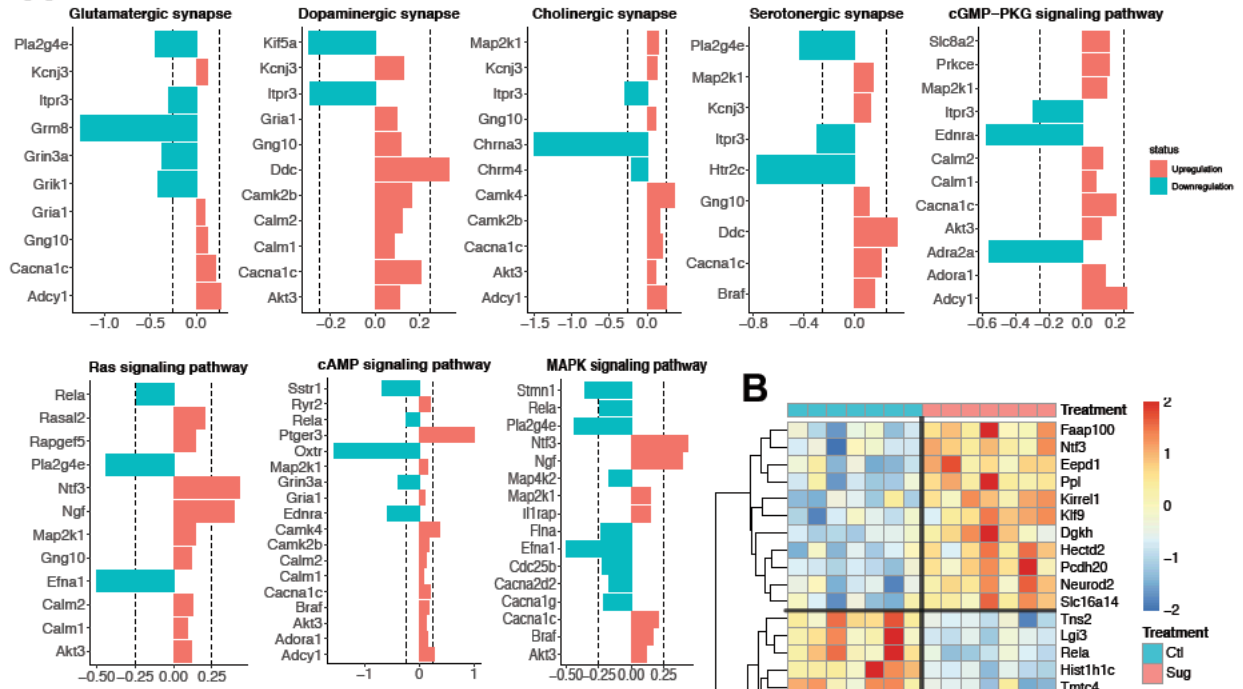 Glutamatergic synapse
Pla2g4e
Kcnj3
Itpr3
Grm8
Grin3a
Grik1
Gria1
Gng10
Cacna1c
Adcy1
−1.0 −0.5 0.0
Dopaminergic synapse
Kif5a
Kcnj3
Itpr3
Gria1
Gng10
Ddc
Camk2b
Calm2
Calm1
Cacna1c
Akt3
−0.2 0.0 0.2
Cholinergic synapse
Map2k1
Kcnj3
Itpr3
Gng10
Chrna3
Chrm4
Camk4
Camk2b
Cacna1c
Akt3
Adcy1
−1.5 −1.0 −0.5 0.0
Serotonergic synapse
Pla2g4e
Map2k1
Kcnj3
Itpr3
Htr2c
Gng10
Ddc
Cacna1c
Braf
−0.8 −0.4 0.0
cGMP−PKG signaling pathway
Slc8a2
Prkce
Map2k1
Itpr3
Ednra
Calm2
Calm1
Cacna1c
Akt3
Adra2a
Adora1
Adcy1
−0.6 −0.4 −0.2 0.0 0.2
status
Upregulation
Downregulation
Ras signaling pathway
Rela
Rasal2
Rapgef5
Pla2g4e
Ntf3
Ngf
Map2k1
Gng10
Efna1
Calm2
Calm1
Akt3
−0.50 −0.25 0.00 0.25
cAMP signaling pathway
Sstr1
Ryr2
Rela
Ptger3
Oxtr
Map2k1
Grin3a
Gria1
Ednra
Camk4
Camk2b
Calm2
Calm1
Cacna1c
Braf
Akt3
Adora1
Adcy1
−1 0 1
MAPK signaling pathway
Stmn1
Rela
Pla2g4e
Ntf3
Ngf
Map4k2
Map2k1
Il1rap
Flna
Efna1
Cdc25b
Cacna2d2
Cacna1g
Cacna1c
Braf
Akt3
−0.50 −0.25 0.00 0.25
B
Treatment
Faap100
Ntf3
Eepd1
Ppl
Kirrel1
Klf9
Dgkh
Hectd2
Pcdh20
Neurod2
Slc16a14
Tns2
Lgi3
Rela
Hist1h1c
Tmtc4
2
1
0
−1
−2
Treatment
Ctl
Sug